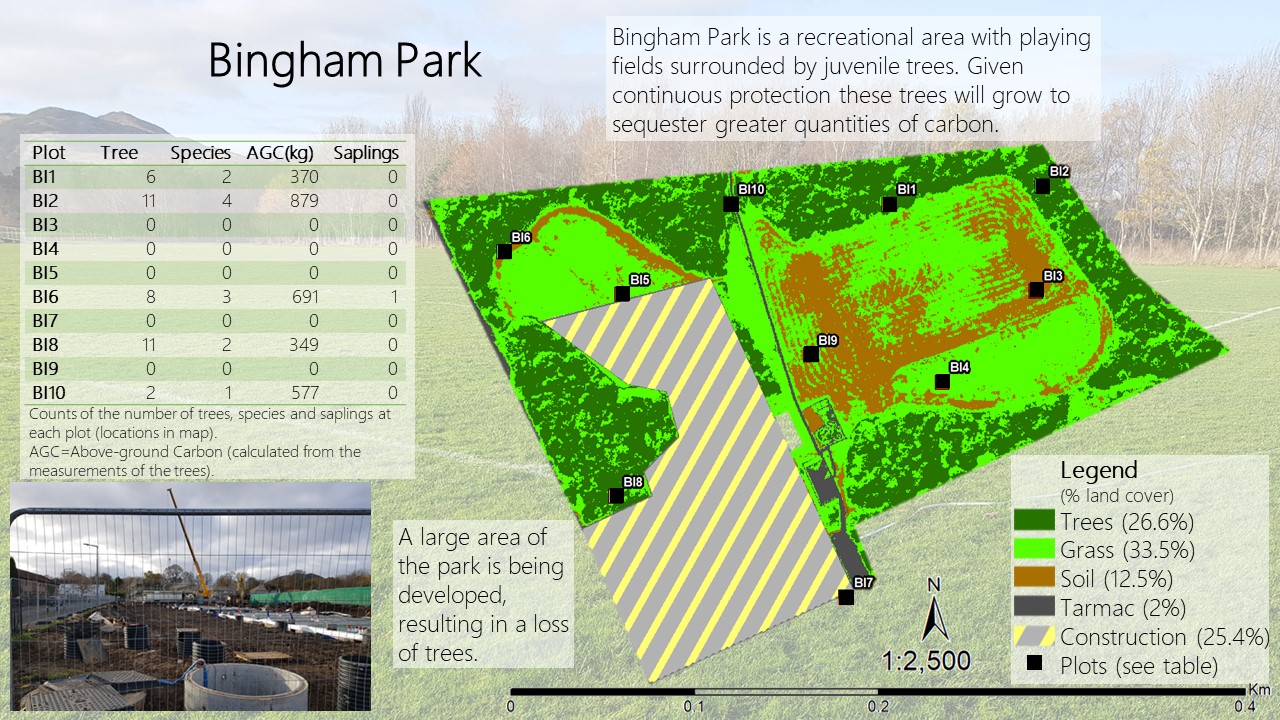 Bingham Park
Bingham Park is a recreational area with playing
fields surrounded by juvenile trees. Given
continuous protection these trees will grow to
sequester greater quantities of carbon.
Plot Tree Species AGC(kg) Saplings
BI1 6 2 370 0
BI2 11 4 879 0
BI3 0 0 0 0
BI4 0 0 0 0
BI5 0 0 0 0
BI6 8 3 691 1
BI7 0 0 0 0
BI8 11 2 349 0
BI9 0 0 0 0
BI10 2 1 577 0
Counts of the number of trees, species and saplings at
each plot (locations in map).
AGC=Above-ground Carbon (calculated from the
measurements of the trees).
BI2
BI10
BI1
BI6
BI5
BI3
BI9
BI4
BI8
BI7
A large area of
the park is being
developed,
resulting in a loss
of trees.
N
1:2,500
Legend
(% land cover)
Trees (26.6%)
Grass (33.5%)
Soil (12.5%)
Tarmac (2%)
Construction (25.4%)
Plots (see table)
Km
0 0.1 0.2 0.4